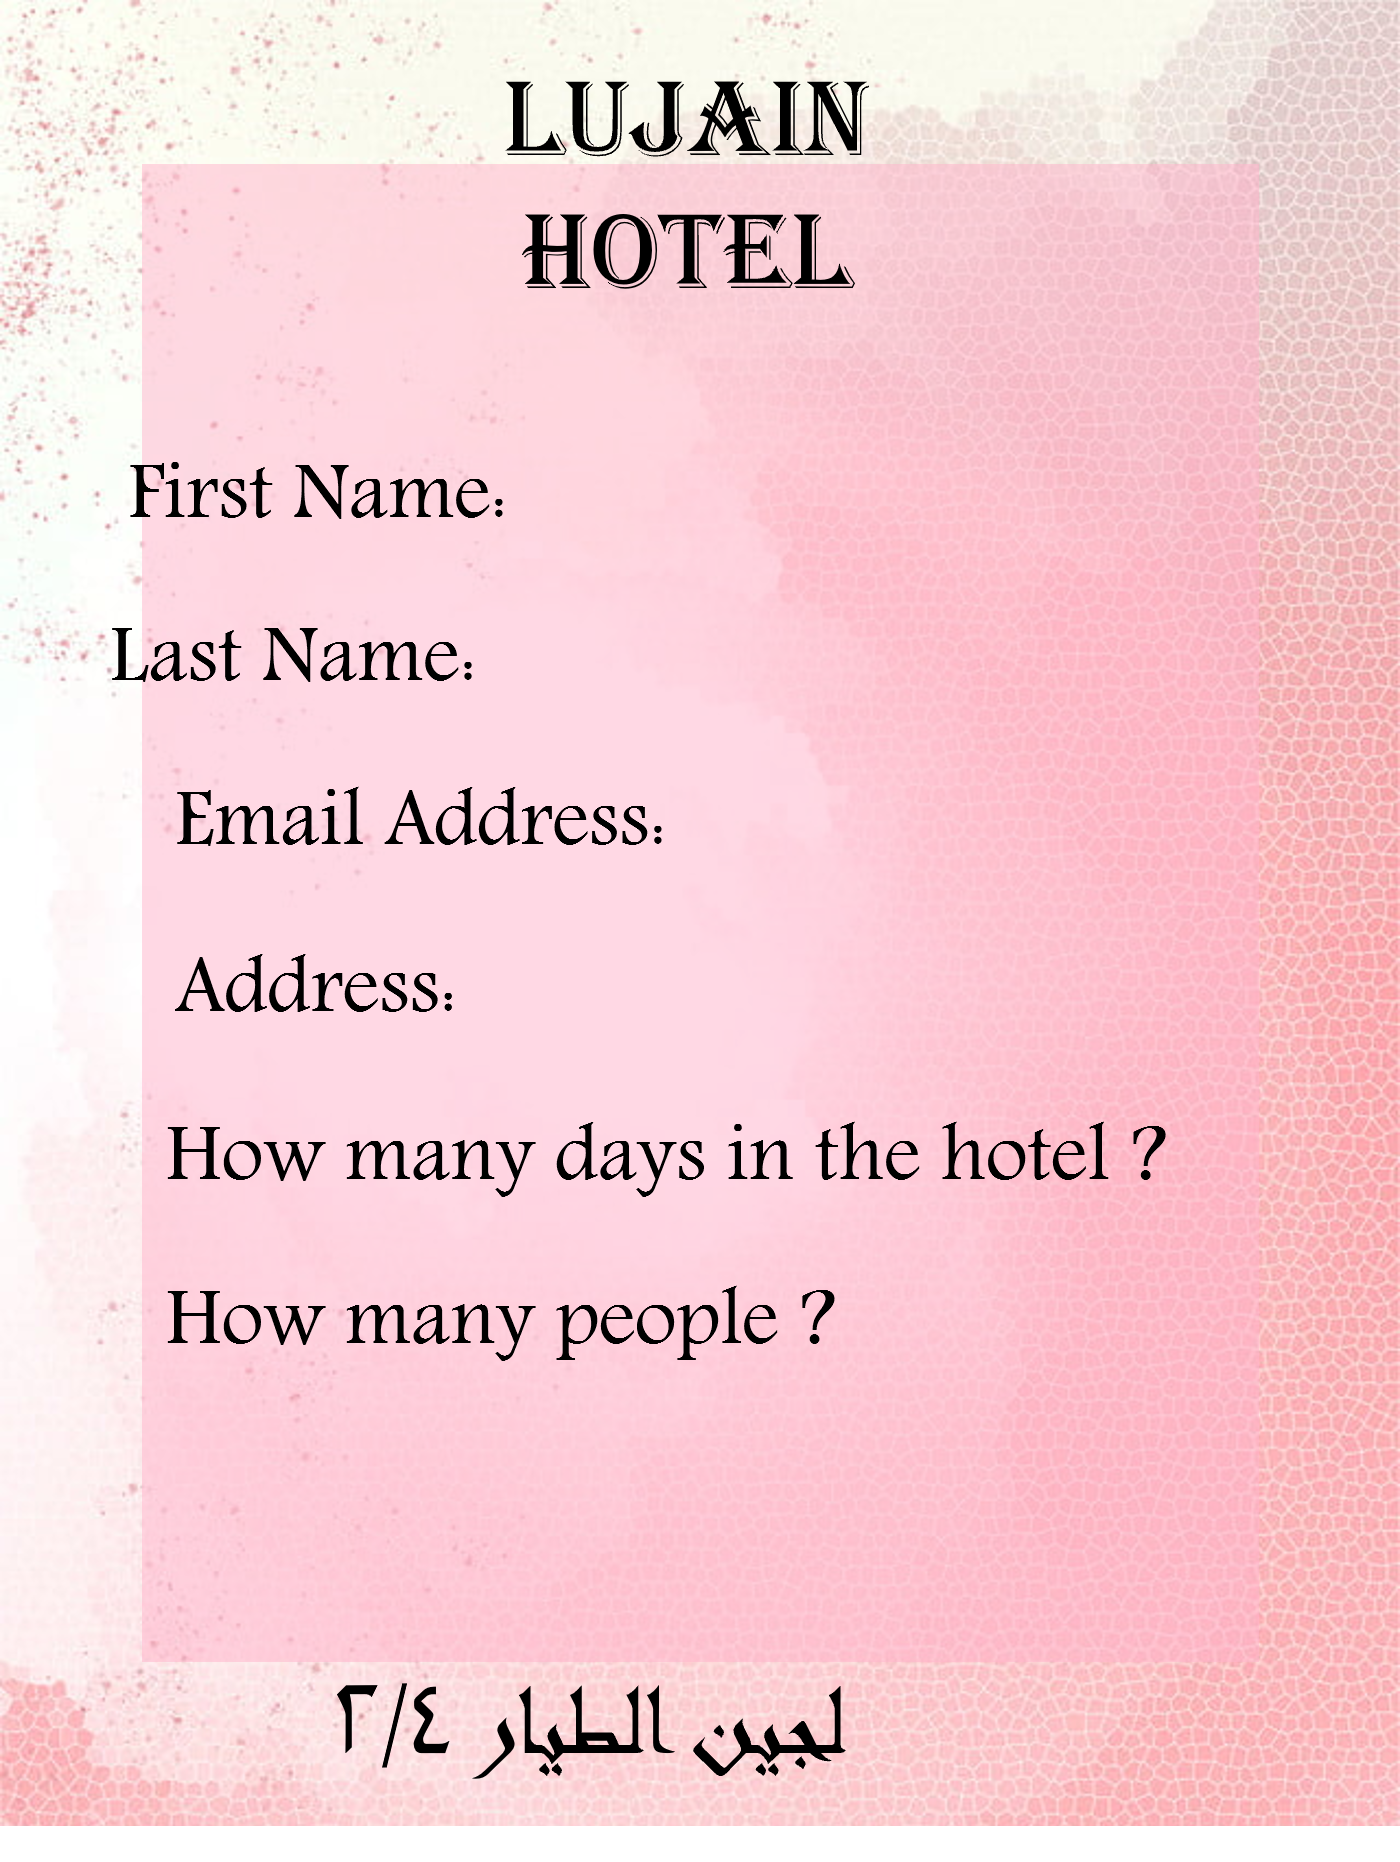 LUJAIN
HOTEL
First Name:
Last Name:
Email Address:
Address:
How many days in the hotel ?
How many people ?
لجين الطيار ٢/٤